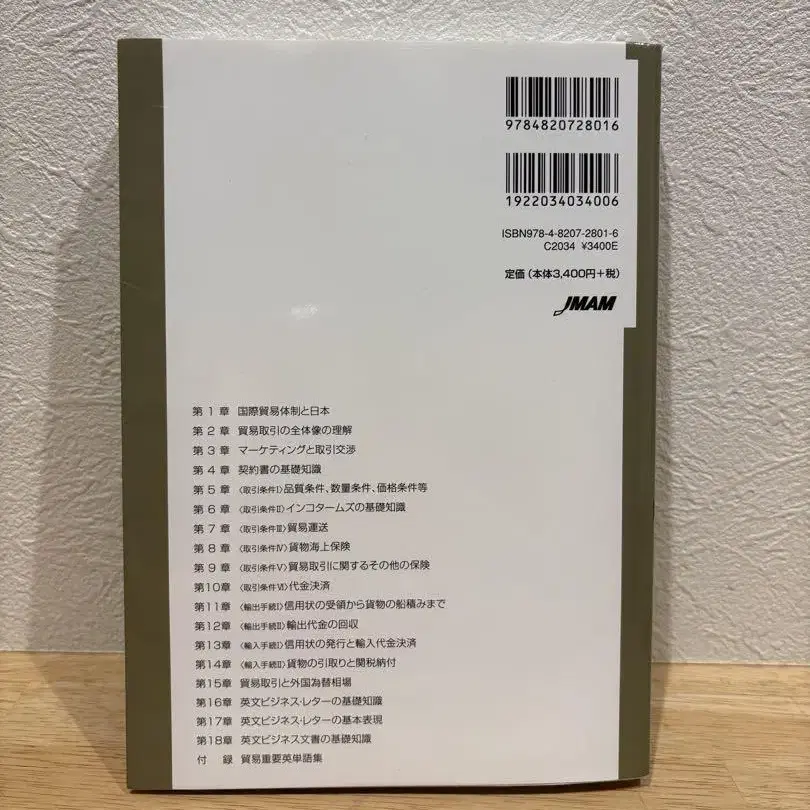 9784820728016
1922034034006
ISBN978-4-8207-2801-6
C2034 ¥3400E
定価（本体3,400円+税）
JMAM
第1章 国際貿易体制と日本
第2章 貿易取引の全体像の理解
第3章 マーケティングと取引交渉
第4章 契約書の基礎知識
第5章 〈取引条件Ⅰ〉品質条件、数量条件、価格条件等
第6章 〈取引条件Ⅱ〉インコタームズの基礎知識
第7章 〈取引条件Ⅲ〉貿易運送
第8章 〈取引条件Ⅳ〉貨物海上保険
第9章 〈取引条件Ⅴ〉貿易取引に関するその他の保険
第10章 〈取引条件Ⅵ〉代金決済
第11章 〈輸出手続Ⅰ〉信用状の受領から貨物の船積みまで
第12章 〈輸出手続Ⅱ〉輸出代金の回収
第13章 〈輸入手続Ⅰ〉信用状の発行と輸入代金決済
第14章 〈輸入手続Ⅱ〉貨物の引取りと関税納付
第15章 貿易取引と外国為替相場
第16章 英文ビジネス・レターの基礎知識
第17章 英文ビジネス・レターの基本表現
第18章 英文ビジネス文書の基礎知識
付録 貿易重要英単語集